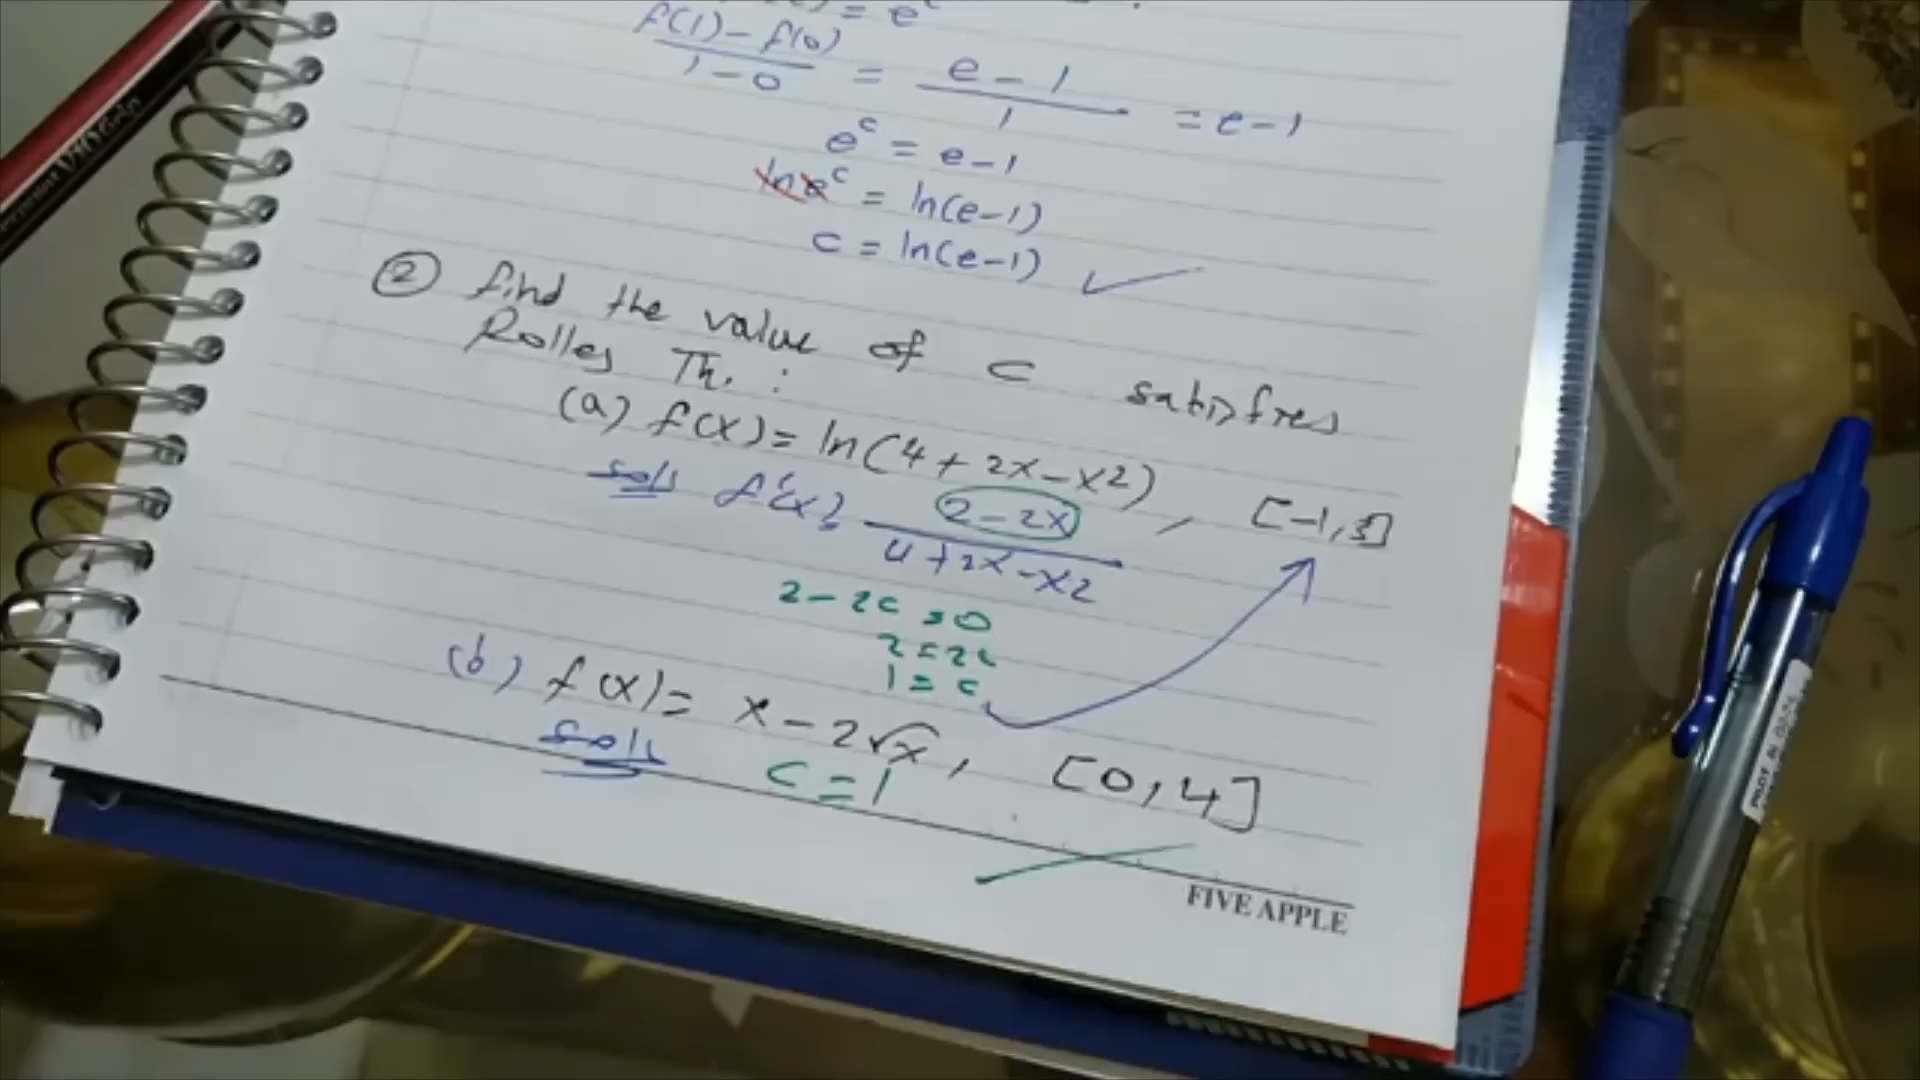 = e^c
f(1) - f(0) / 1 - 0 = e - 1 / 1 = e - 1
e^c = e - 1
ln e^c = ln(e-1)
c = ln(e-1) ✓
② find the value of c satisfies
Rolles Th. :
(a) f(x) = ln(4 + 2x - x2) , [-1,3]
sol: f'(x) = 2 - 2x / 4 + 2x - x2
2 - 2c = 0
2 = 2c
1 = c
(b) f(x) = x - 2√x , [0,4]
sol:
c = 1
FIVE APPLE
PILOT